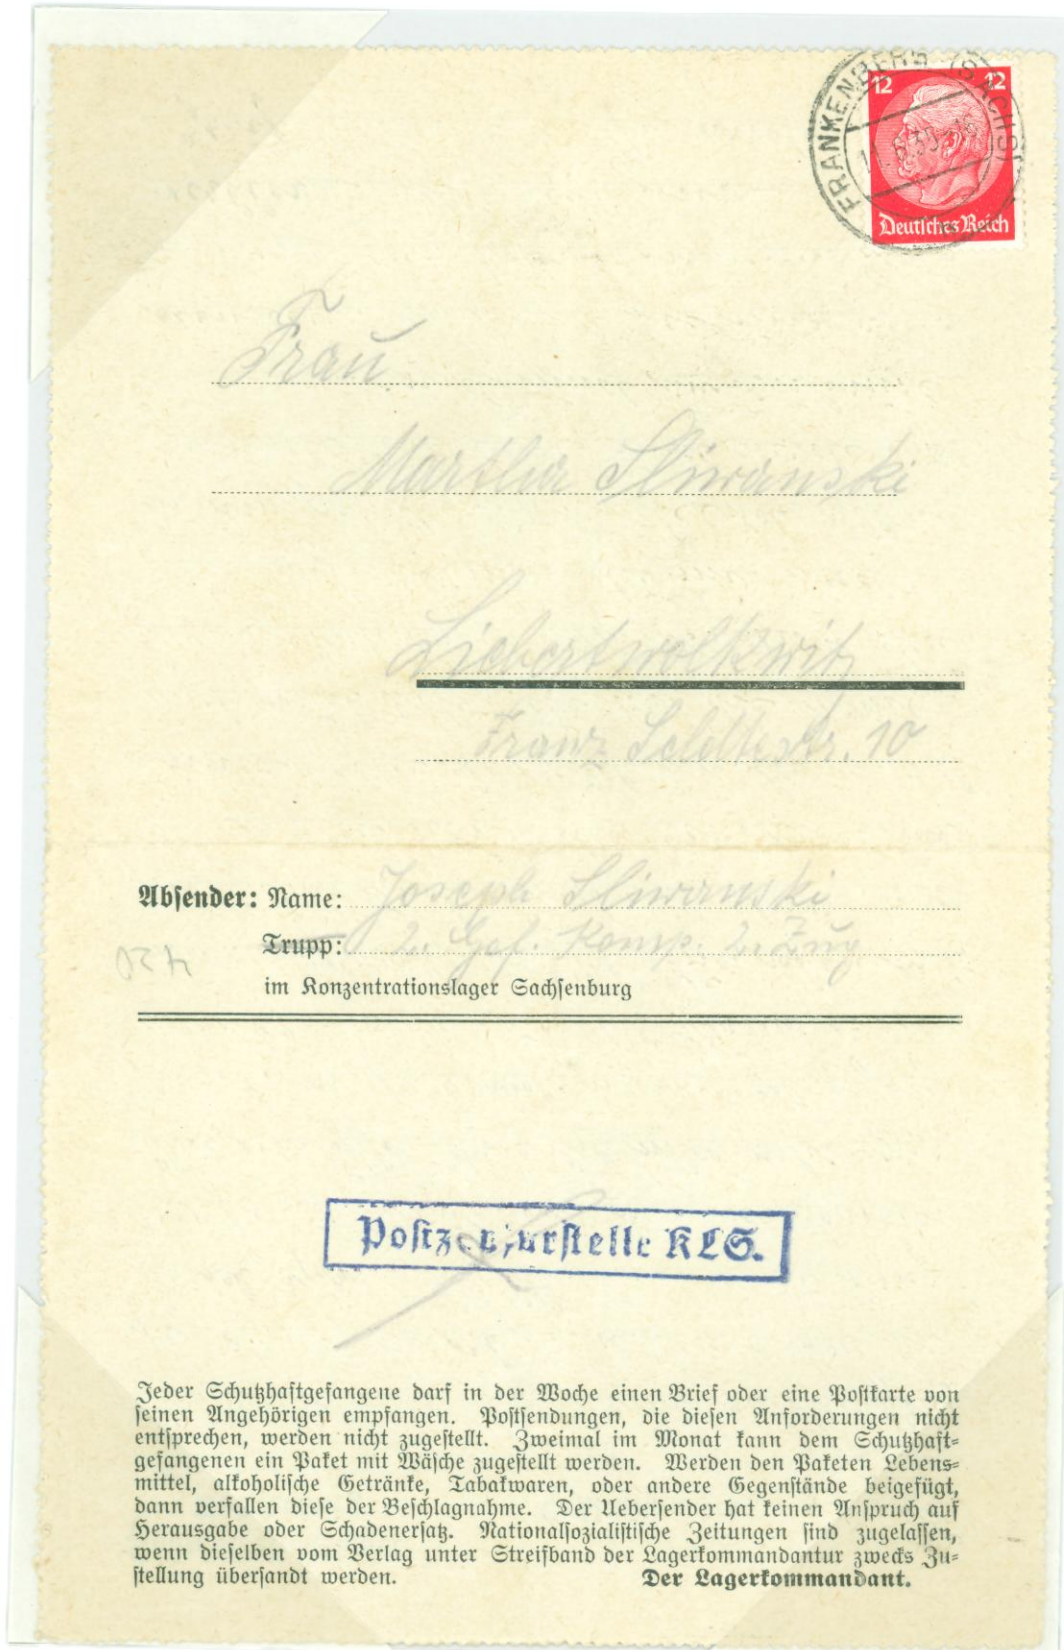 FRANKENBERG (SACHS)
12 12
Deutsches Reich
Frau
Martha Sliwanski
Liebertwolkwitz
Franz Seldtestr. 10
Absender: Name: Joseph Sliwanski
Trupp: 2. Gef. Komp. 2. Zug
im Konzentrationslager Sachsenburg
Postzensurstelle KLS.
Jeder Schutzhaftgefangene darf in der Woche einen Brief oder eine Postkarte von
seinen Angehörigen empfangen. Postsendungen, die diesen Anforderungen nicht
entsprechen, werden nicht zugestellt. Zweimal im Monat kann dem Schutzhaft=
gefangenen ein Paket mit Wäsche zugestellt werden. Werden den Paketen Lebens=
mittel, alkoholische Getränke, Tabakwaren, oder andere Gegenstände beigefügt,
dann verfallen diese der Beschlagnahme. Der Uebersender hat keinen Anspruch auf
Herausgabe oder Schadenersatz. Nationalsozialistische Zeitungen sind zugelassen,
wenn dieselben vom Verlag unter Streifband der Lagerkommandantur zwecks Zu=
stellung übersandt werden. Der Lagerkommandant.